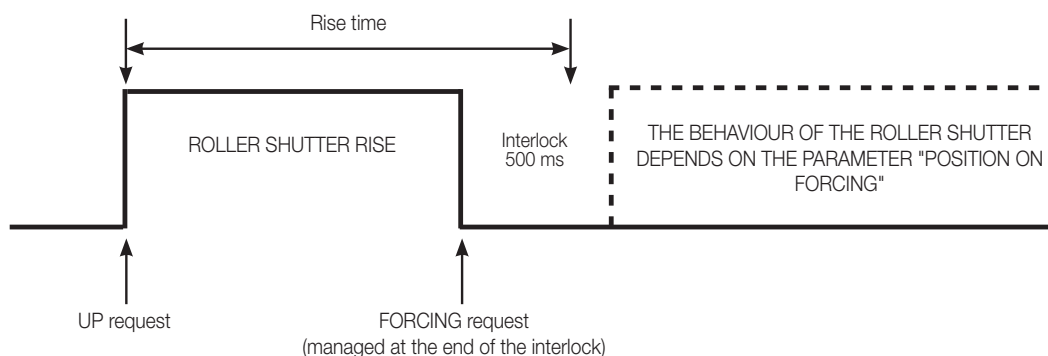 Rise time
ROLLER SHUTTER RISE
Interlock
500 ms
THE BEHAVIOUR OF THE ROLLER SHUTTER
DEPENDS ON THE PARAMETER "POSITION ON
FORCING"
UP request
FORCING request
(managed at the end of the interlock)